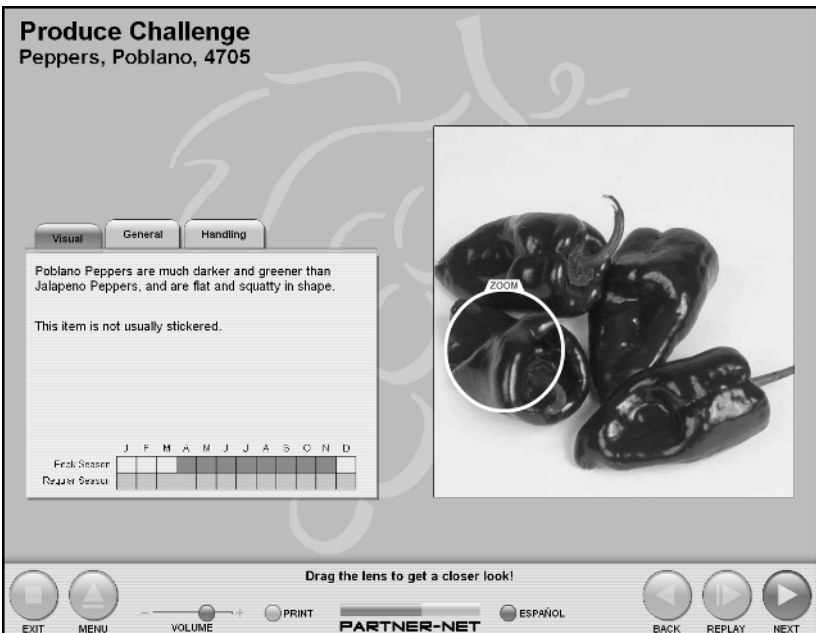 Produce Challenge
Peppers, Poblano, 4705
Visual
General
Handling
Poblano Peppers are much darker and greener than
Jalapeno Peppers, and are flat and squatty in shape.
This item is not usually stickered.
J F M A M J J A S O N D
Peak Season
Regular Season
ZOOM
Drag the lens to get a closer look!
EXIT
MENU
- +
VOLUME
PRINT
PARTNER-NET
ESPAÑOL
BACK
REPLAY
NEXT